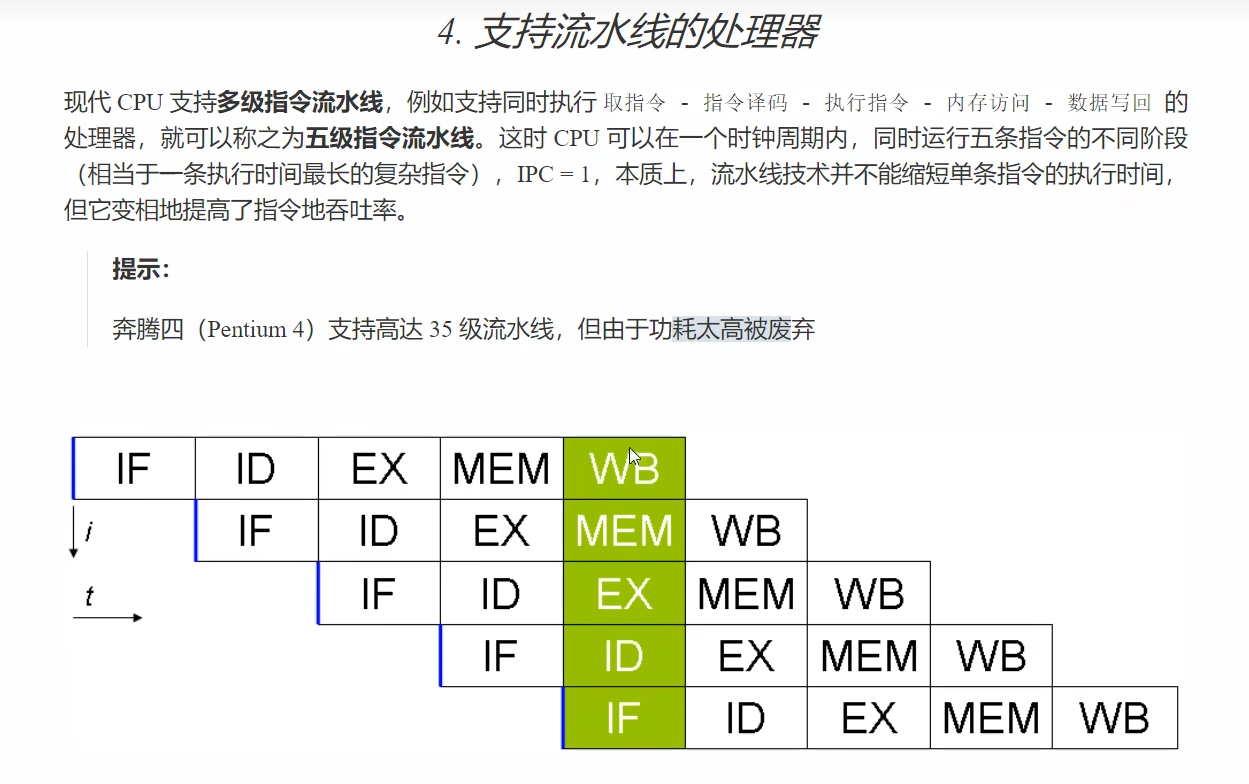 4. 支持流水线的处理器
现代 CPU 支持多级指令流水线，例如支持同时执行 取指令 - 指令译码 - 执行指令 - 内存访问 - 数据写回 的
处理器，就可以称之为五级指令流水线。这时 CPU 可以在一个时钟周期内，同时运行五条指令的不同阶段
（相当于一条执行时间最长的复杂指令），IPC = 1，本质上，流水线技术并不能缩短单条指令的执行时间，
但它变相地提高了指令地吞吐率。
提示：
奔腾四（Pentium 4）支持高达 35 级流水线，但由于功耗太高被废弃
IF ID EX MEM WB
i
IF ID EX MEM WB
t
IF ID EX MEM WB
IF ID EX MEM WB
IF ID EX MEM WB